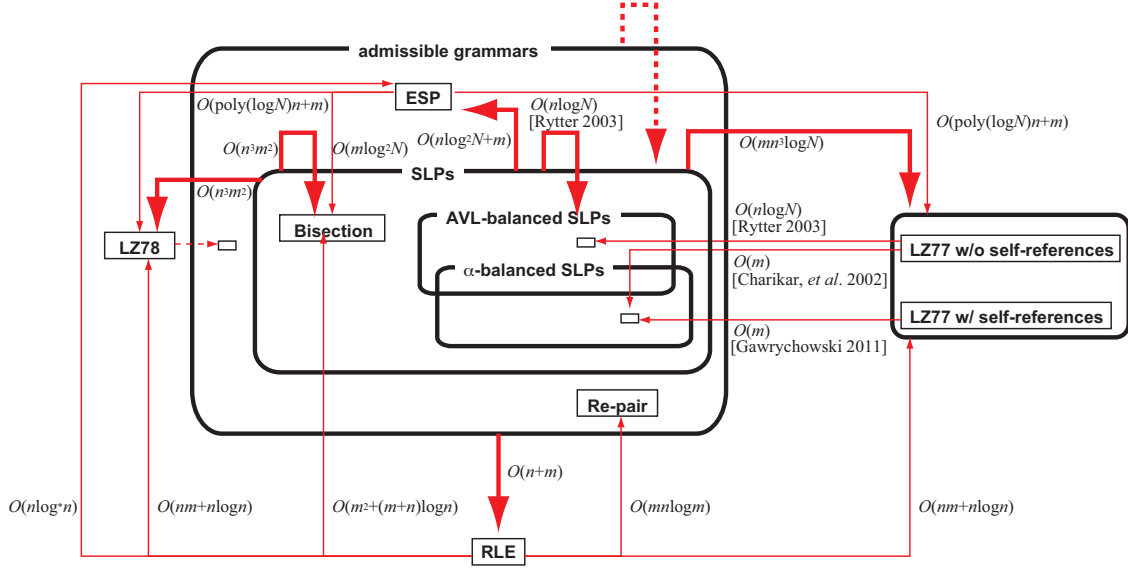 admissible grammars
ESP
O(poly(logN)n+m)
O(nlogN)
[Rytter 2003]
O(poly(logN)n+m)
O(n³m²)
O(mlog²N)
O(nlog²N+m)
O(mn³logN)
SLPs
O(n³m²)
AVL-balanced SLPs
O(nlogN)
[Rytter 2003]
Bisection
LZ78
LZ77 w/o self-references
O(m)
α-balanced SLPs
[Charikar, et al. 2002]
LZ77 w/ self-references
O(m)
[Gawrychowski 2011]
Re-pair
O(n+m)
O(nlog*n)
O(nm+nlogn)
O(m²+(m+n)logn)
O(mnlogm)
O(nm+nlogn)
RLE